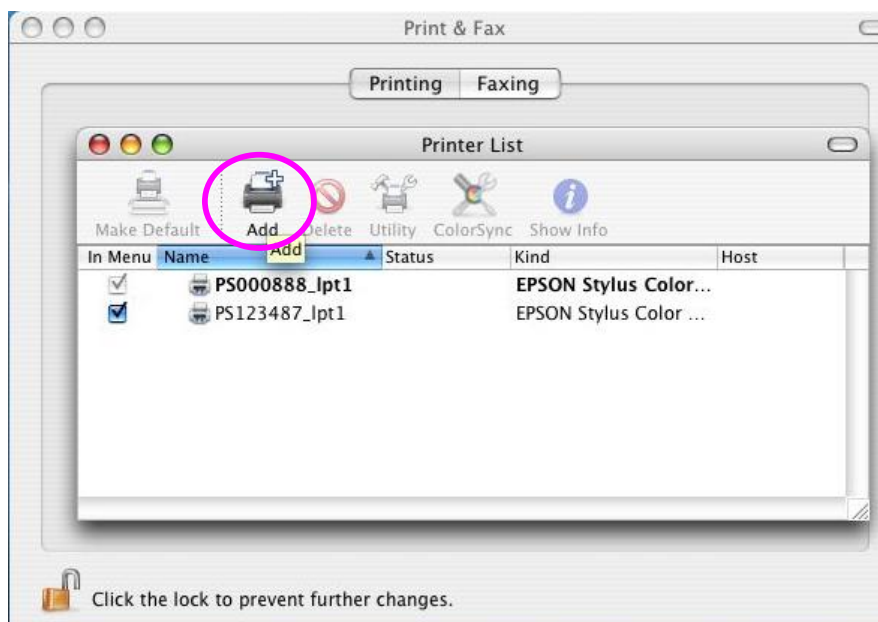 Print & Fax
Printing Faxing
Printer List
Make Default Add Delete Utility ColorSync Show Info
Add
In Menu Name Status Kind Host
PS000888_lpt1 EPSON Stylus Color...
PS123487_lpt1 EPSON Stylus Color ...
Click the lock to prevent further changes.